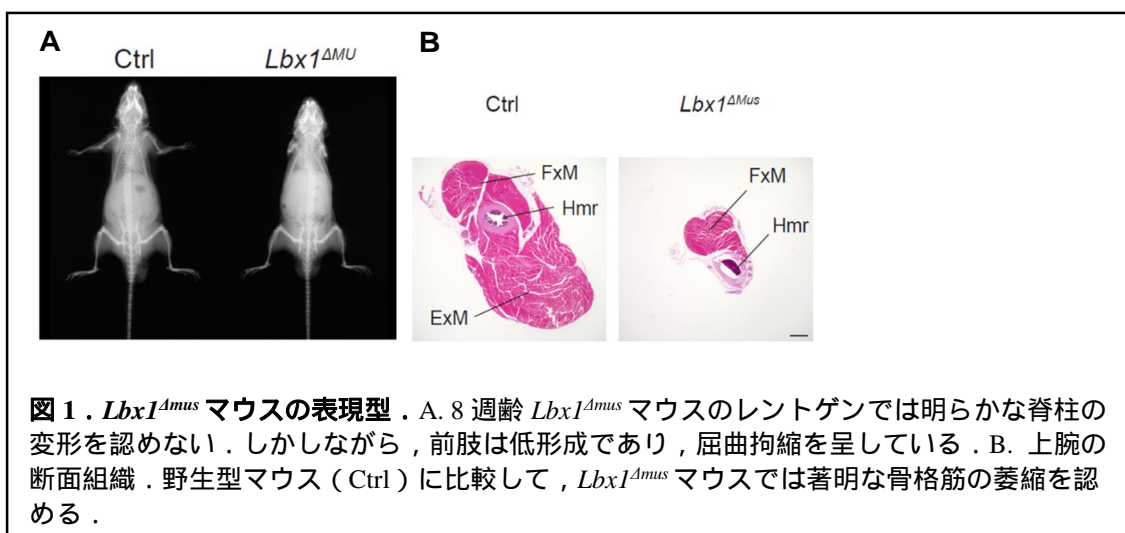 A
B
Ctrl
Lbx1ΔMU
Ctrl
Lbx1ΔMus
FxM
Hmr
ExM
FxM
Hmr
図1．Lbx1Δmus マウスの表現型．A. 8 週齢 Lbx1Δmus マウスのレントゲンでは明らかな脊柱の
変形を認めない．しかしながら，前肢は低形成であり，屈曲拘縮を呈している．B. 上腕の
断面組織．野生型マウス（Ctrl）に比較して，Lbx1Δmus マウスでは著明な骨格筋の萎縮を認
める．